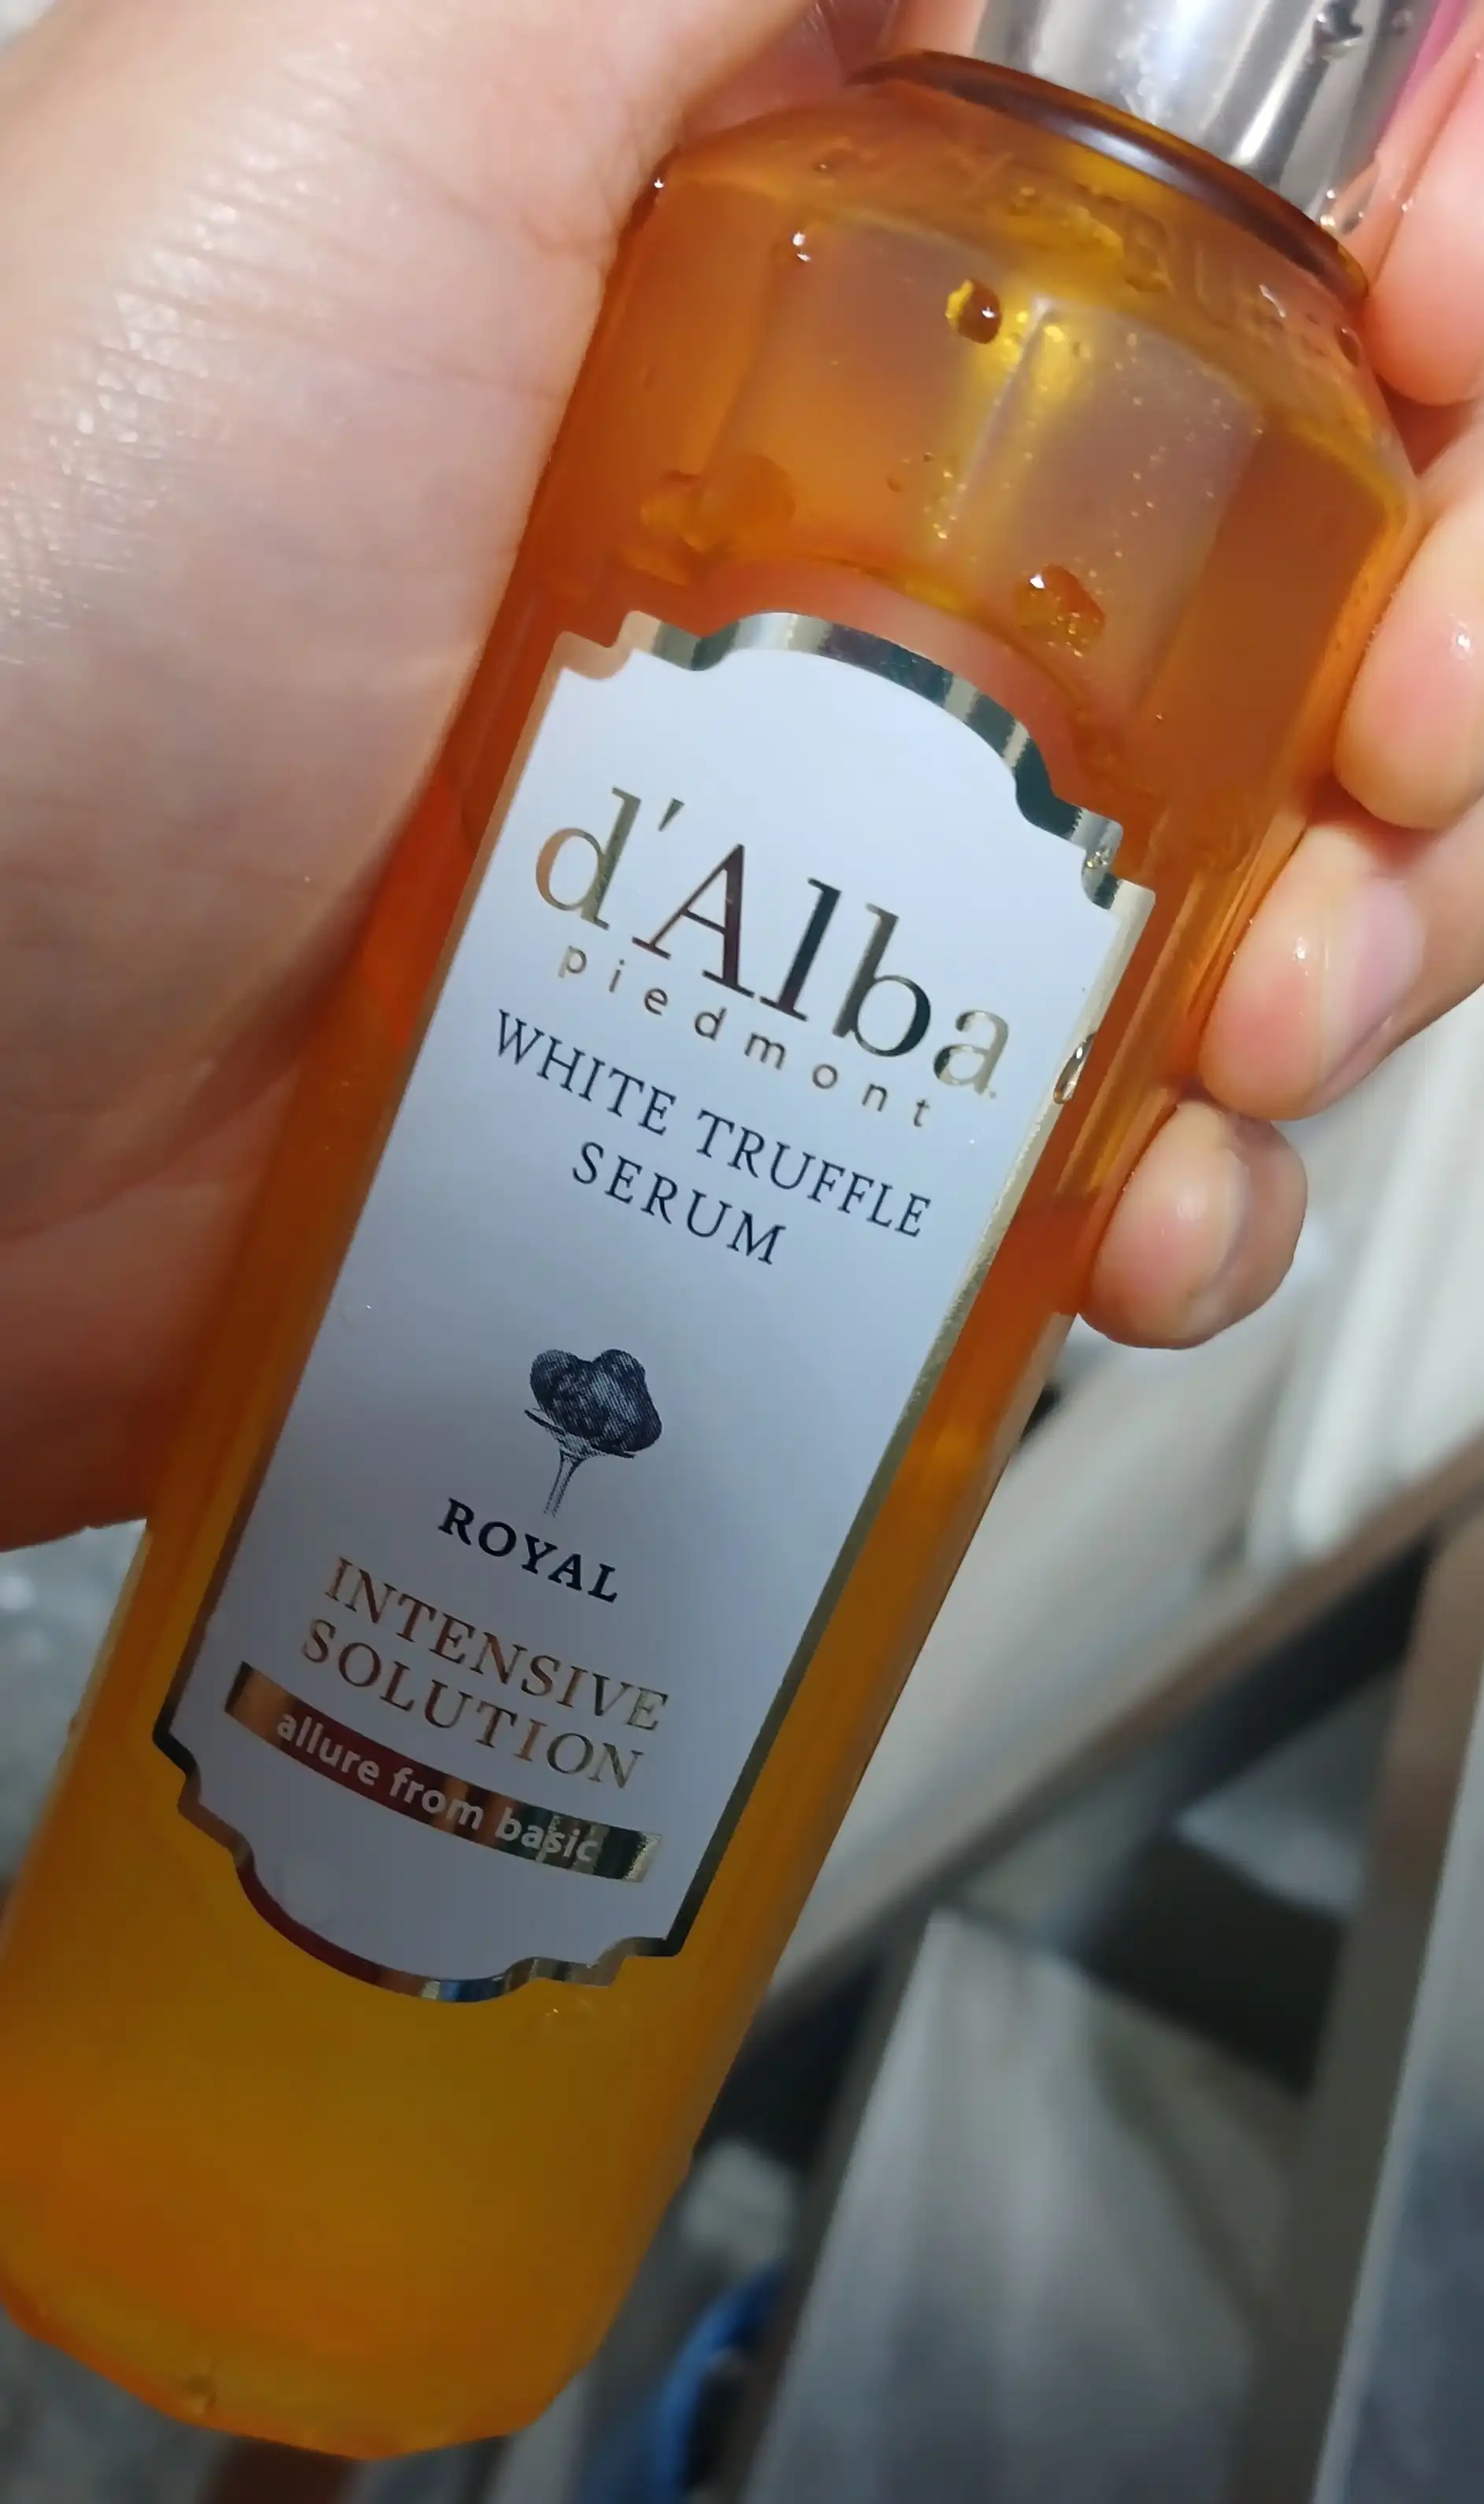 d'Alba
piedmont
WHITE TRUFFLE
SERUM
ROYAL
INTENSIVE
SOLUTION
allure from basic